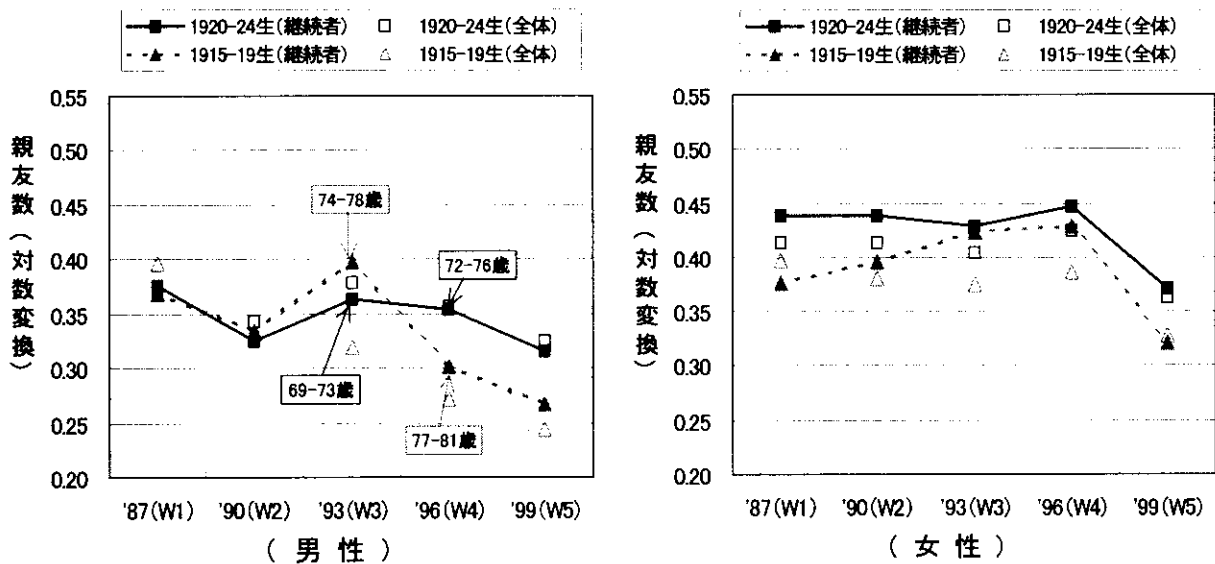 1920-24生(継続者) 1920-24生(全体)
1915-19生(継続者) 1915-19生(全体)
親友数(対数変換)
0.55
0.50
0.45
0.40
0.35
0.30
0.25
0.20
74-78歳
72-76歳
69-73歳
77-81歳
'87(W1) '90(W2) '93(W3) '96(W4) '99(W5)
(男性)
1920-24生(継続者) 1920-24生(全体)
1915-19生(継続者) 1915-19生(全体)
親友数(対数変換)
0.55
0.50
0.45
0.40
0.35
0.30
0.25
0.20
'87(W1) '90(W2) '93(W3) '96(W4) '99(W5)
(女性)